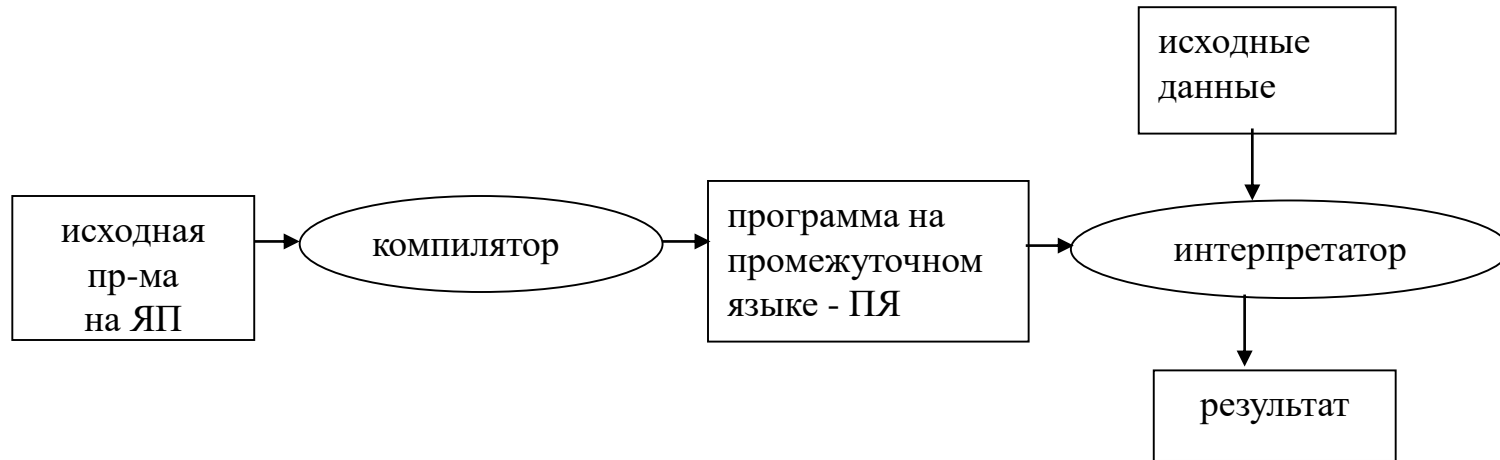 исходные
данные
исходная
пр-ма
на ЯП
компилятор
программа на
промежуточном
языке - ПЯ
интерпретатор
результат